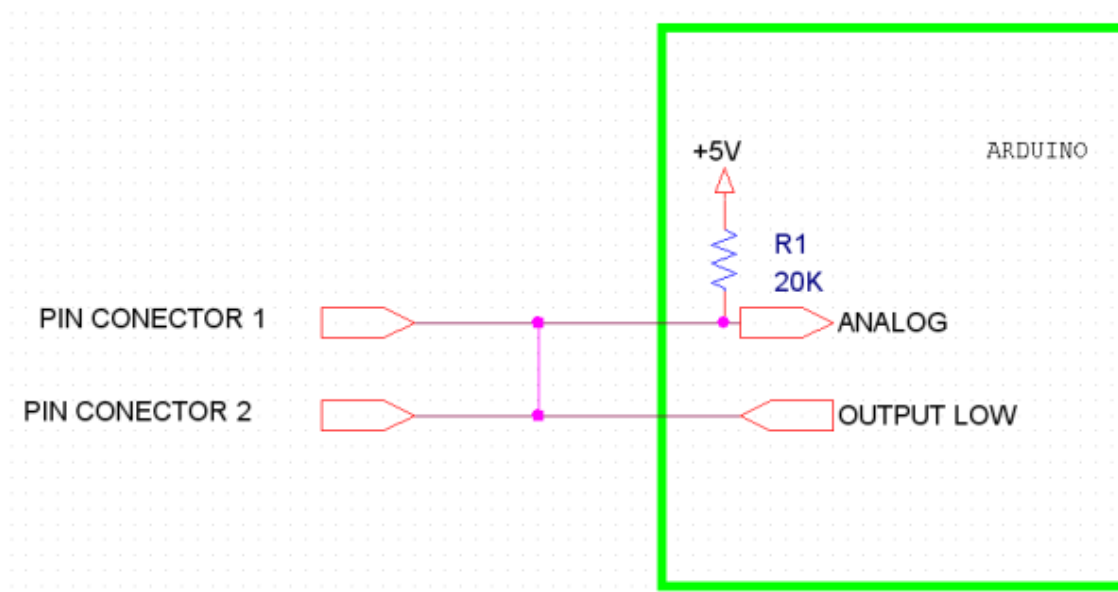 +5V
ARDUINO
R1
20K
PIN CONECTOR 1
ANALOG
PIN CONECTOR 2
OUTPUT LOW